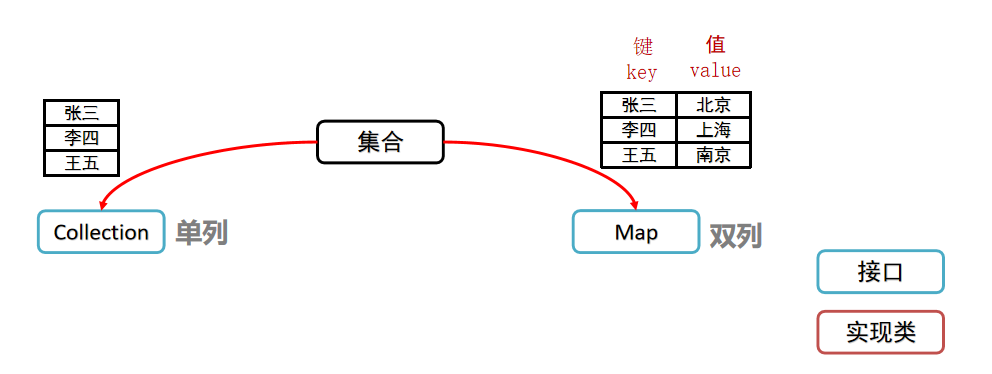 键 值
key value
张三
李四
王五
集合
张三 北京
李四 上海
王五 南京
Collection 单列
Map 双列
接口
实现类